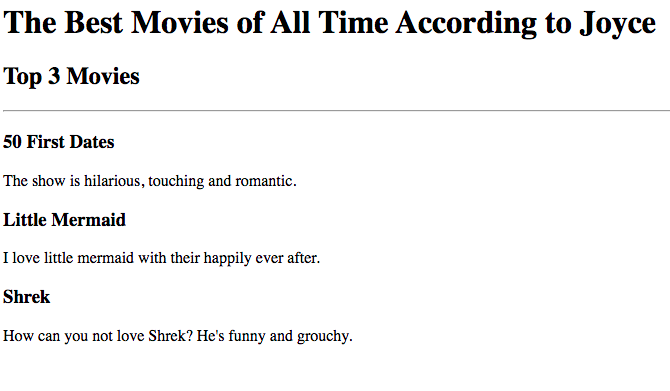 The Best Movies of All Time According to Joyce
Top 3 Movies
50 First Dates
The show is hilarious, touching and romantic.
Little Mermaid
I love little mermaid with their happily ever after.
Shrek
How can you not love Shrek? He's funny and grouchy.